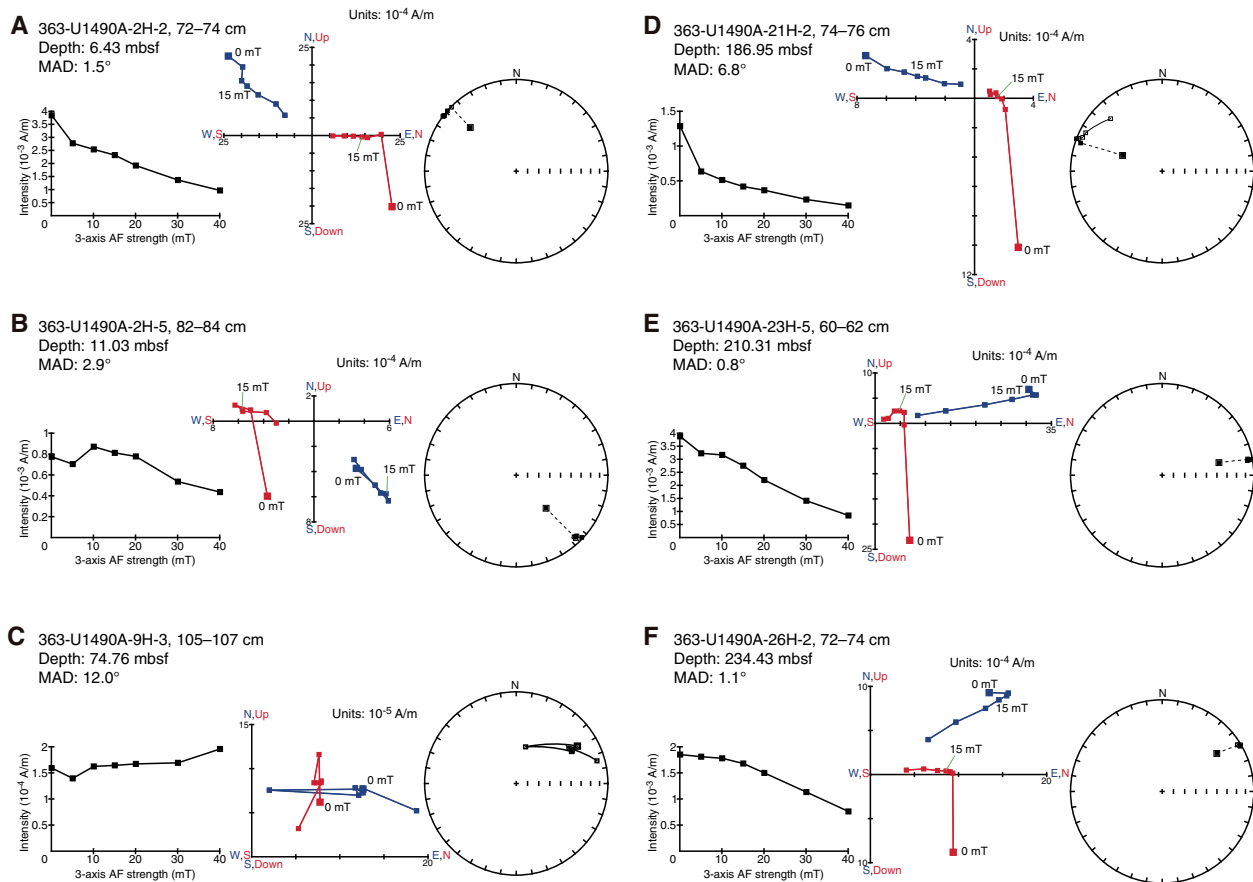 A 363-U1490A-2H-2, 72–74 cm
Depth: 6.43 mbsf
MAD: 1.5°
Units: 10-4 A/m
N,Up
25
0 mT
15 mT
W,S
25
E,N
25
15 mT
0 mT
25
S,Down
N
Intensity (10-3 A/m)
4
3.5
3
2.5
2
1.5
1
0.5
0 10 20 30 40
3-axis AF strength (mT)
B 363-U1490A-2H-5, 82–84 cm
Depth: 11.03 mbsf
MAD: 2.9°
Units: 10-4 A/m
N,Up
2
15 mT
W,S
8
E,N
6
0 mT
15 mT
0 mT
8
S,Down
N
Intensity (10-3 A/m)
1
0.8
0.6
0.4
0.2
0 10 20 30 40
3-axis AF strength (mT)
C 363-U1490A-9H-3, 105–107 cm
Depth: 74.76 mbsf
MAD: 12.0°
Units: 10-5 A/m
N,Up
15
0 mT
0 mT
W,S
S,Down
20
E,N
N
Intensity (10-4 A/m)
2
1.5
1
0.5
0 10 20 30 40
3-axis AF strength (mT)
D 363-U1490A-21H-2, 74–76 cm
Depth: 186.95 mbsf
MAD: 6.8°
Units: 10-4 A/m
N,Up
4
0 mT
15 mT
15 mT
W,S
8
E,N
4
0 mT
12
S,Down
N
Intensity (10-3 A/m)
1.5
1
0.5
0 10 20 30 40
3-axis AF strength (mT)
E 363-U1490A-23H-5, 60–62 cm
Depth: 210.31 mbsf
MAD: 0.8°
Units: 10-4 A/m
N,Up
10
15 mT
0 mT
15 mT
W,S
E,N
35
0 mT
25
S,Down
N
Intensity (10-3 A/m)
4
3.5
3
2.5
2
1.5
1
0.5
0 10 20 30 40
3-axis AF strength (mT)
F 363-U1490A-26H-2, 72–74 cm
Depth: 234.43 mbsf
MAD: 1.1°
Units: 10-4 A/m
N,Up
10
0 mT
15 mT
15 mT
W,S
E,N
20
0 mT
10
S,Down
N
Intensity (10-3 A/m)
2
1.5
1
0.5
0 10 20 30 40
3-axis AF strength (mT)